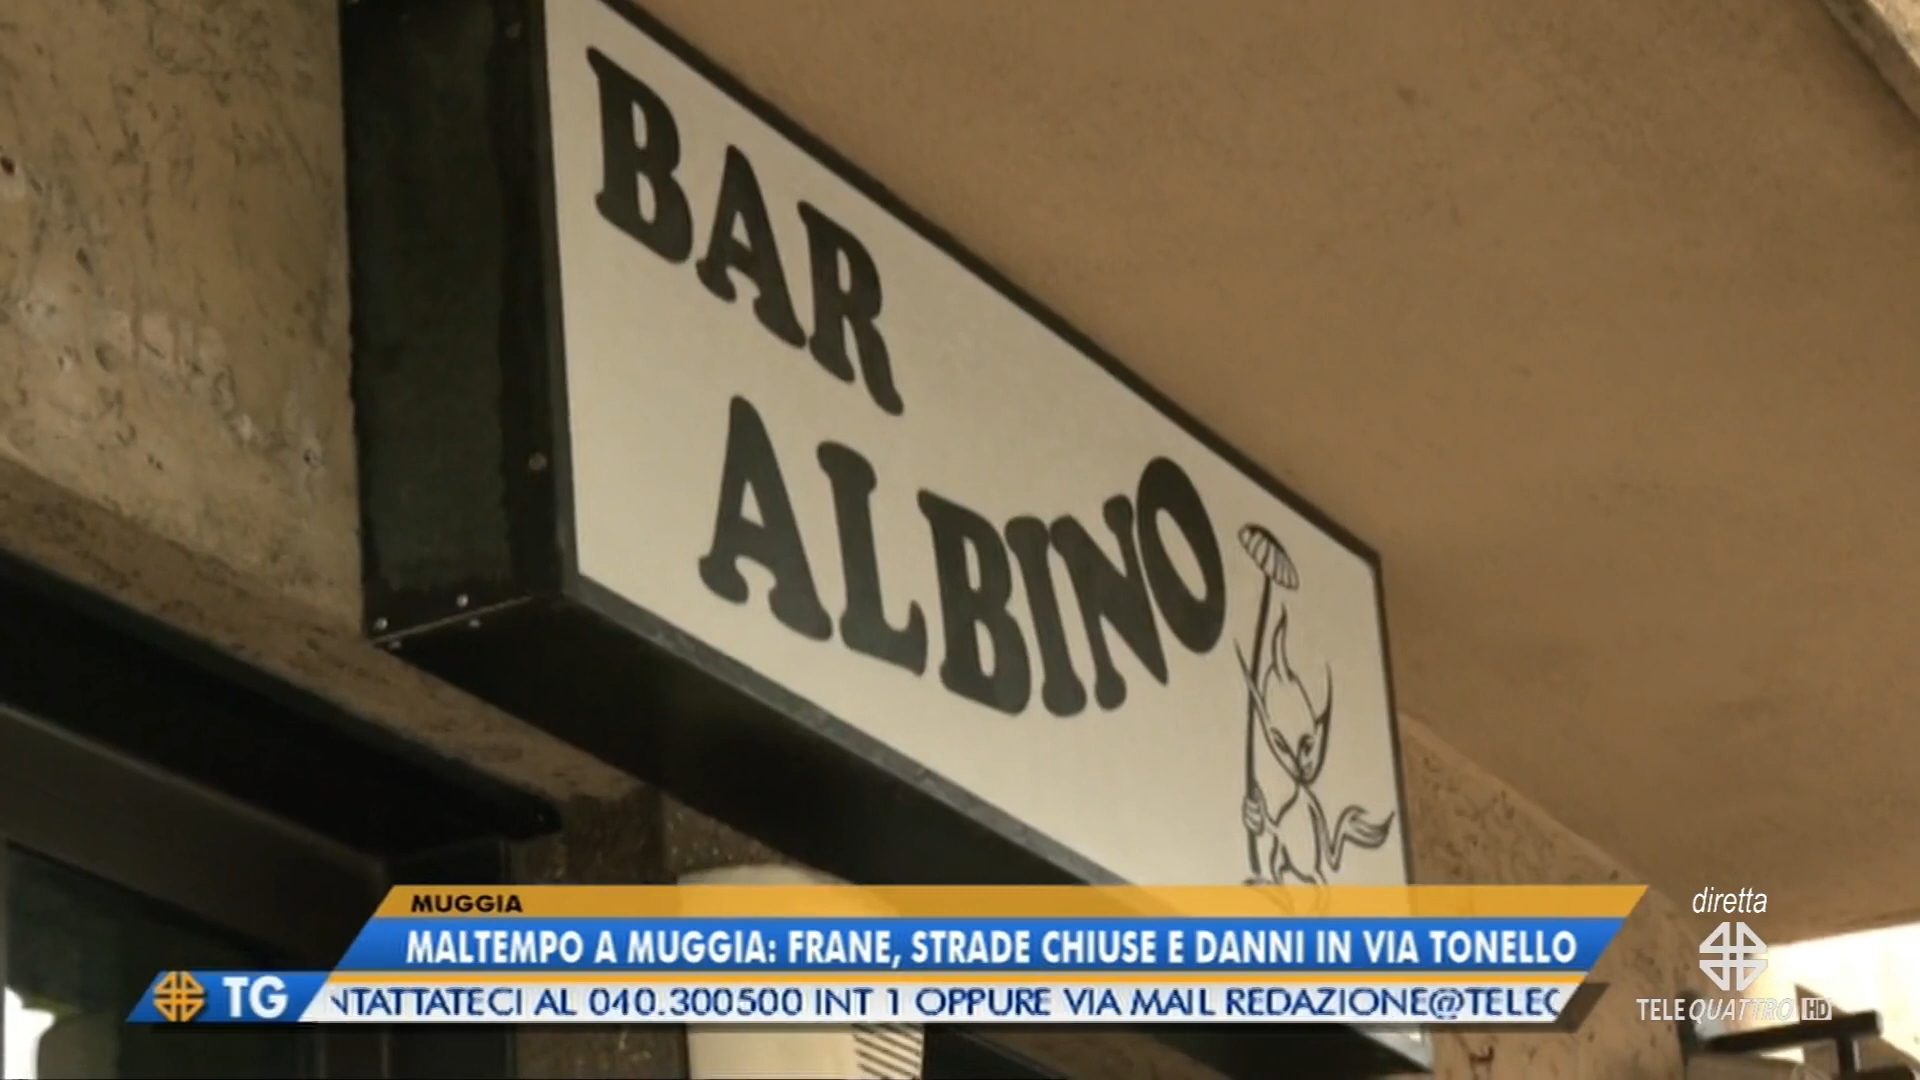 BAR
ALBINO
MUGGIA
MALTEMPO A MUGGIA: FRANE, STRADE CHIUSE E DANNI IN VIA TONELLO
TG
NTATTATECI AL 040.300500 INT 1 OPPURE VIA MAIL REDAZIONE@TELEC
diretta
TELEQUATTRO HD